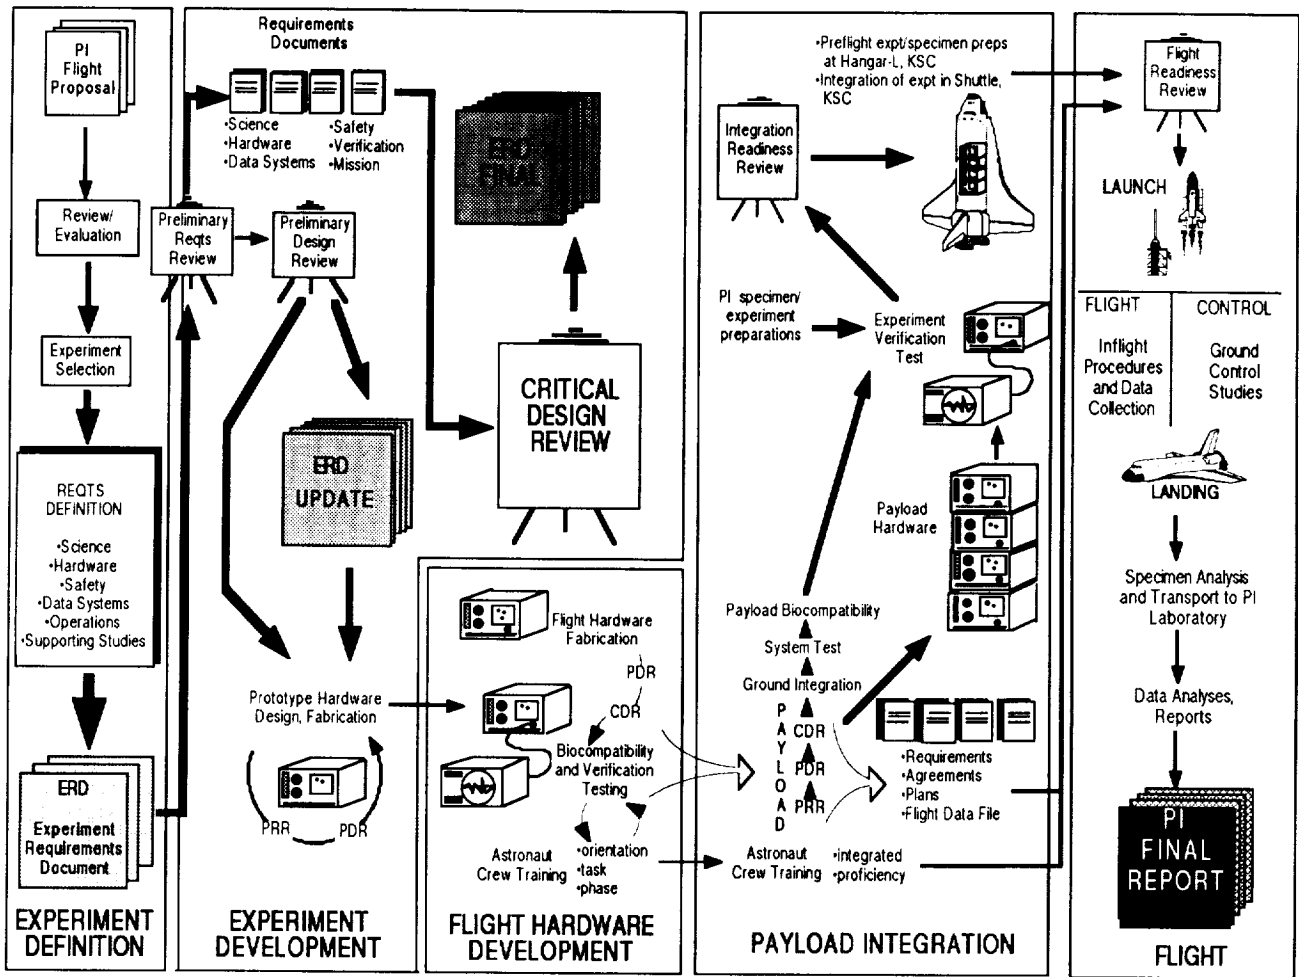 PI
Flight
Proposal
Review/
Evaluation
Experiment
Selection
REQTS
DEFINITION
•Science
•Hardware
•Safety
•Data Systems
•Operations
•Supporting Studies
ERD
Experiment
Requirements
Document
EXPERIMENT
DEFINITION
Requirements
Documents
•Science
•Hardware
•Data Systems
•Safety
•Verification
•Mission
Preliminary
Reqts
Review
Preliminary
Design
Review
ERD
FINAL
ERD
UPDATE
CRITICAL
DESIGN
REVIEW
Prototype Hardware
Design, Fabrication
PRR
PDR
EXPERIMENT
DEVELOPMENT
Flight Hardware
Fabrication
PDR
CDR
Biocompatibility
and Verification
Testing
Astronaut
Crew Training
•orientation
•task
•phase
FLIGHT HARDWARE
DEVELOPMENT
•Preflight expt/specimen preps
at Hangar-L, KSC
•Integration of expt in Shuttle,
KSC
Integration
Readiness
Review
PI specimen/
experiment
preparations
Experiment
Verification
Test
Payload
Hardware
Payload Biocompatibility
System Test
Ground Integration
PAYLOAD
CDR
PDR
PRR
•Requirements
•Agreements
•Plans
•Flight Data File
Astronaut
Crew Training
•integrated
•proficiency
PAYLOAD INTEGRATION
Flight
Readiness
Review
LAUNCH
FLIGHT
Inflight
Procedures
and Data
Collection
CONTROL
Ground
Control
Studies
LANDING
Specimen Analysis
and Transport to PI
Laboratory
Data Analyses,
Reports
PI
FINAL
REPORT
FLIGHT